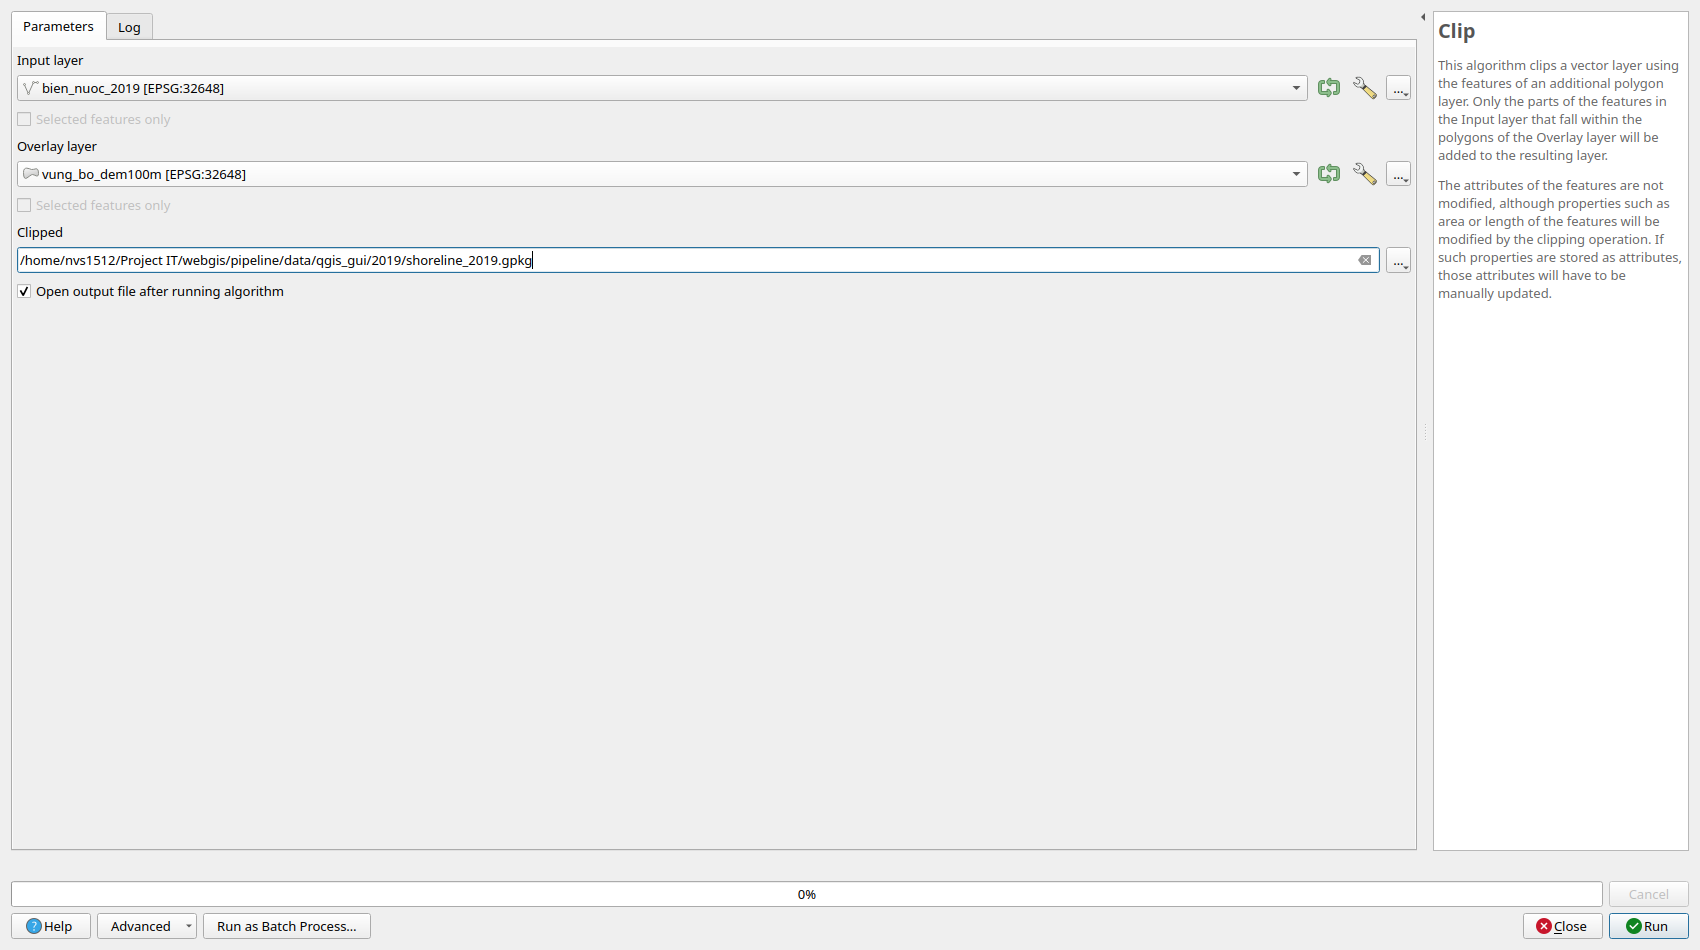 Parameters
Log
Input layer
bien_nuoc_2019 [EPSG:32648]
...
Selected features only
Overlay layer
vung_bo_dem100m [EPSG:32648]
...
Selected features only
Clipped
/home/nvs1512/Project IT/webgis/pipeline/data/qgis_gui/2019/shoreline_2019.gpkg
...
Open output file after running algorithm
Clip
This algorithm clips a vector layer using
the features of an additional polygon
layer. Only the parts of the features in
the Input layer that fall within the
polygons of the Overlay layer will be
added to the resulting layer.
The attributes of the features are not
modified, although properties such as
area or length of the features will be
modified by the clipping operation. If
such properties are stored as attributes,
those attributes will have to be
manually updated.
0%
Cancel
Help
Advanced
Run as Batch Process...
Close
Run